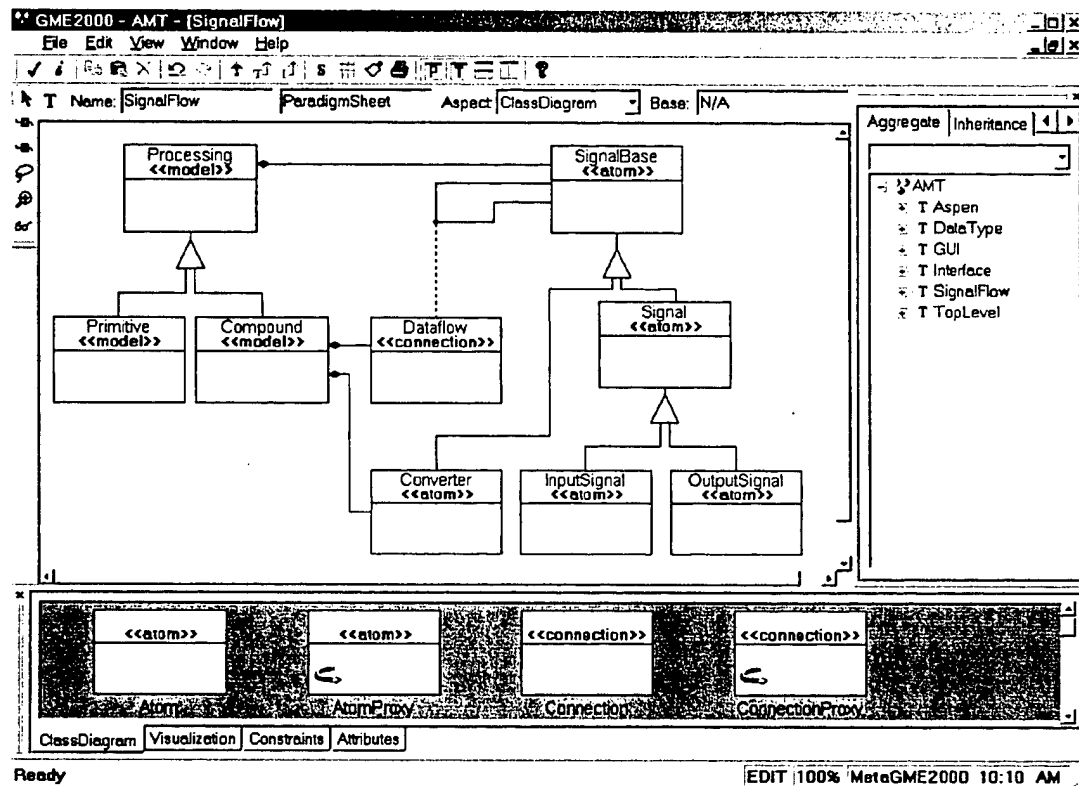 GME2000 - AMT - [SignalFlow]
File Edit View Window Help
Name: SignalFlow ParadigmSheet Aspect: ClassDiagram Base: N/A
Aggregate Inheritance
Processing
<<model>>
SignalBase
<<atom>>
AMT
T Aspen
T DataType
T GUI
T Interface
T SignalFlow
T TopLevel
Signal
<<atom>>
Primitive
<<model>>
Compound
<<model>>
Dataflow
<<connection>>
Converter
<<atom>>
InputSignal
<<atom>>
OutputSignal
<<atom>>
<<atom>> <<atom>> <<connection>> <<connection>>
Atom AtomProxy Connection ConnectionProxy
ClassDiagram Visualization Constraints Attributes
Ready EDIT 100% MetaGME2000 10:10 AM